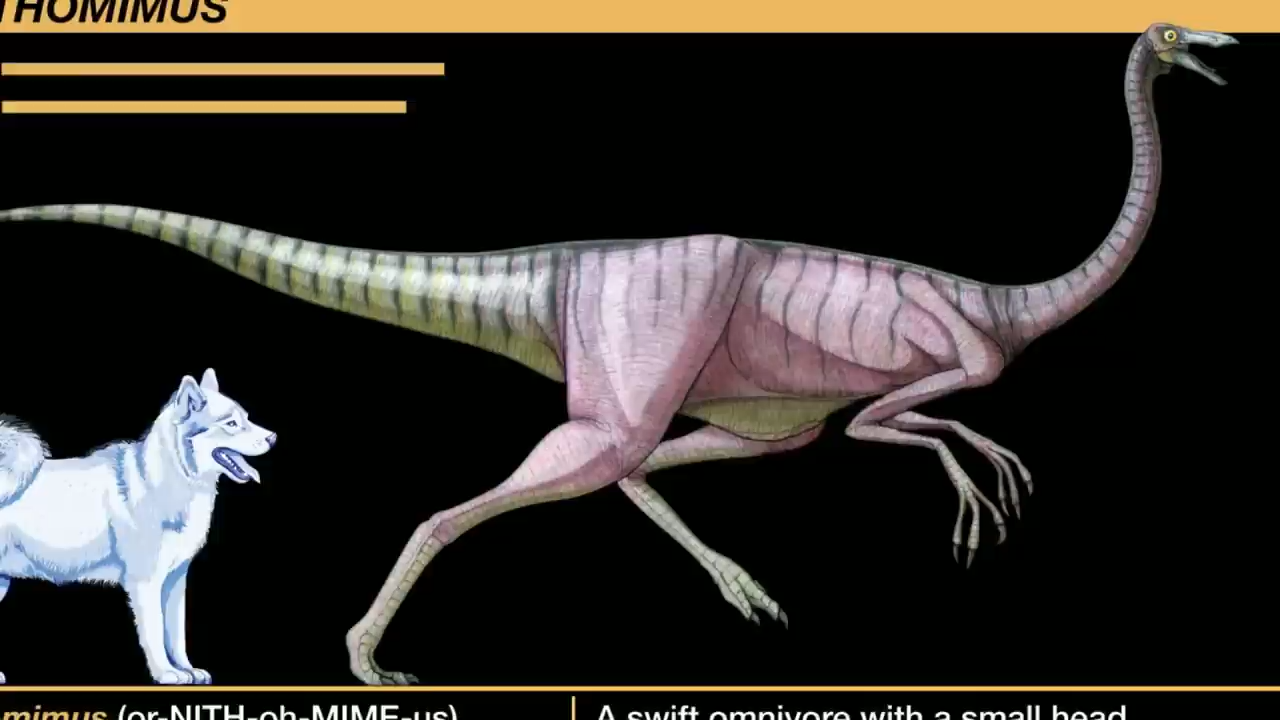 THOMIMUS
mimus (or-NITH-oh-MIME-us)
A swift omnivore with a small head